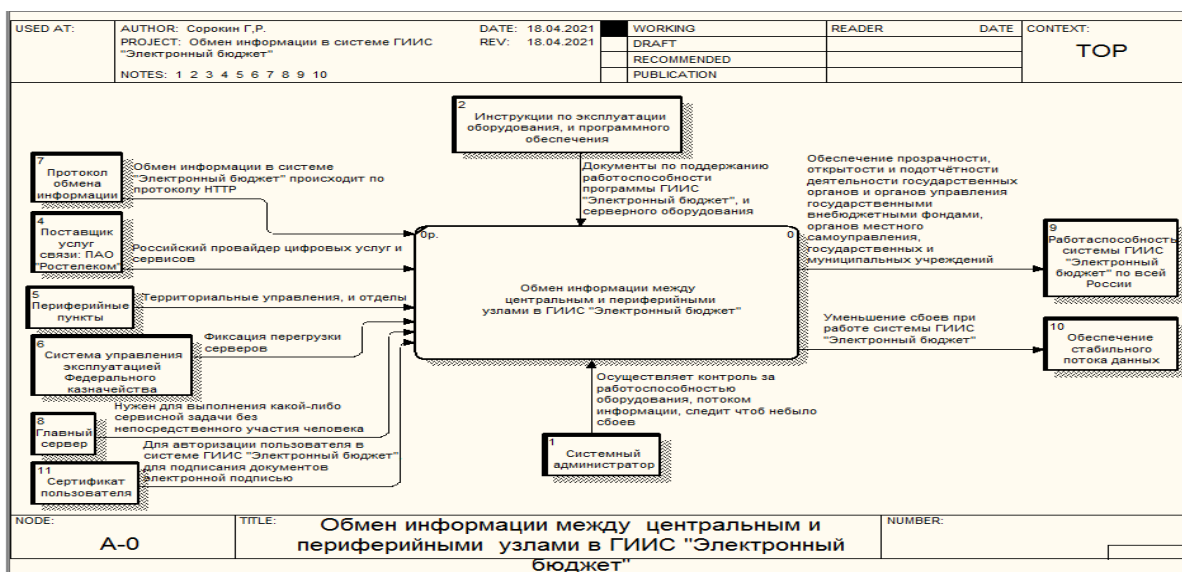 USED AT:
AUTHOR: Сорокин Г,Р.
DATE: 18.04.2021
PROJECT: Обмен информации в системе ГИИС
"Электронный бюджет"
REV: 18.04.2021
NOTES: 1 2 3 4 5 6 7 8 9 10
WORKING
DRAFT
RECOMMENDED
PUBLICATION
READER
DATE
CONTEXT:
TOP
2
Инструкции по эксплуатации
оборудования, и программного
обеспечения
Документы по поддержанию
работоспособности
программы ГИИС
"Электронный бюджет", и
серверного оборудования
7
Протокол
обмена
информации
Обмен информации в системе
"Электронный бюджет" происходит по
протоколу HTTP
4
Поставщик
услуг
связи: ПАО
"Ростелеком"
Российский провайдер цифровых услуг и
сервисов
5
Периферийные
пункты
Территориальные управления, и отделы
6
Система управления
эксплуатацией
Федерального
казначейства
Фиксация перегрузки
серверов
8
Главный
сервер
Нужен для выполнения какой-либо
сервисной задачи без
непосредственного участия человека
11
Сертификат
пользователя
Для авторизации пользователя в
системе ГИИС "Электронный бюджет"
для подписания документов
электронной подписью
0р.
0
Обмен информации между
центральным и периферийными
узлами в ГИИС "Электронный бюджет"
Осуществляет контроль за
работоспособностью
оборудования, потоком
информации, следит чтоб небыло
сбоев
1
Системный
администратор
Обеспечение прозрачности,
открытости и подотчётности
деятельности государственных
органов и органов управления
государственными
внебюджетными фондами,
органов местного
самоуправления,
государственных и
муниципальных учреждений
9
Работаспособность
системы ГИИС
"Электронный
бюджет" по всей
России
Уменьшение сбоев при
работе системы ГИИС
"Электронный бюджет"
10
Обеспечение
стабильного
потока данных
NODE:
A-0
TITLE:
Обмен информации между центральным и
периферийными узлами в ГИИС "Электронный
бюджет"
NUMBER: